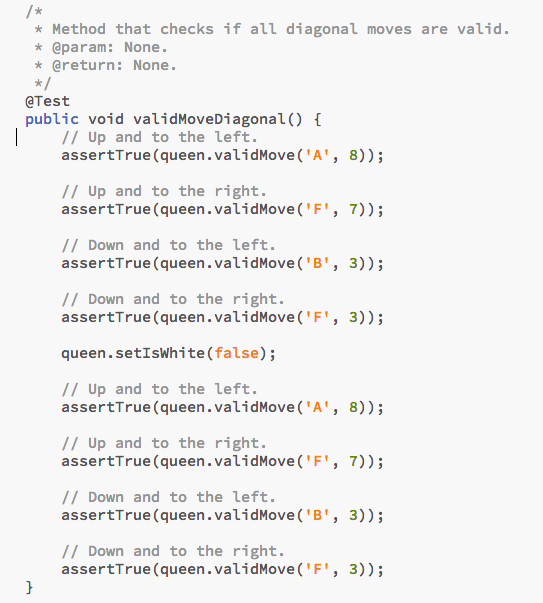 /*
 * Method that checks if all diagonal moves are valid.
 * @param: None.
 * @return: None.
 */
@Test
public void validMoveDiagonal() {
    // Up and to the left.
    assertTrue(queen.validMove('A', 8));

    // Up and to the right.
    assertTrue(queen.validMove('F', 7));

    // Down and to the left.
    assertTrue(queen.validMove('B', 3));

    // Down and to the right.
    assertTrue(queen.validMove('F', 3));

    queen.setIsWhite(false);

    // Up and to the left.
    assertTrue(queen.validMove('A', 8));

    // Up and to the right.
    assertTrue(queen.validMove('F', 7));

    // Down and to the left.
    assertTrue(queen.validMove('B', 3));

    // Down and to the right.
    assertTrue(queen.validMove('F', 3));
}